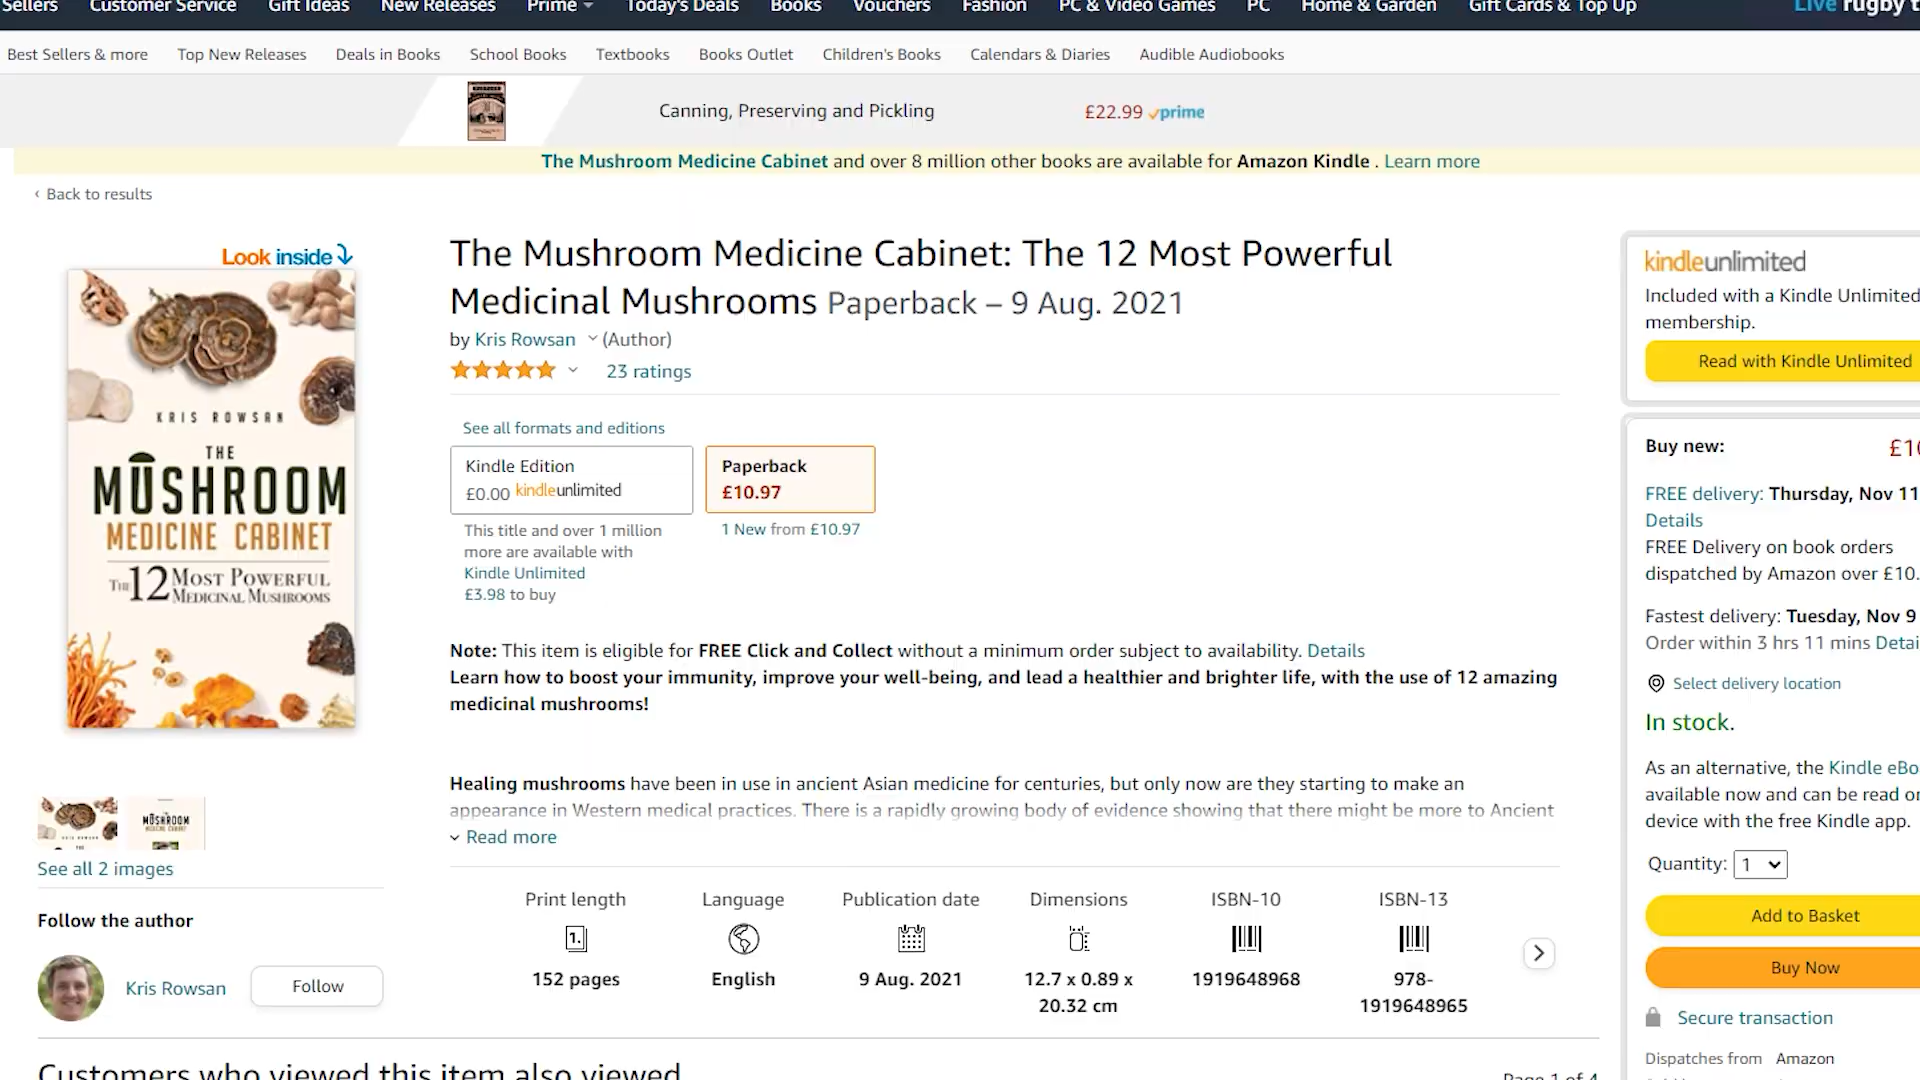 Sellers Customer Service Gift Ideas New Releases Prime Today's Deals Books Vouchers Fashion PC & Video Games PC Home & Garden Gift Cards & Top Up Live rugby
Best Sellers & more Top New Releases Deals in Books School Books Textbooks Books Outlet Children's Books Calendars & Diaries Audible Audiobooks
Canning, Preserving and Pickling £22.99 prime
The Mushroom Medicine Cabinet and over 8 million other books are available for Amazon Kindle . Learn more
‹ Back to results
Look inside
KRIS ROWSAN
THE
MUSHROOM
MEDICINE CABINET
THE 12 MOST POWERFUL
MEDICINAL MUSHROOMS
See all 2 images
Follow the author
Kris Rowsan Follow
The Mushroom Medicine Cabinet: The 12 Most Powerful
Medicinal Mushrooms Paperback – 9 Aug. 2021
by Kris Rowsan (Author)
23 ratings
See all formats and editions
Kindle Edition
£0.00 kindleunlimited
This title and over 1 million
more are available with
Kindle Unlimited
£3.98 to buy
Paperback
£10.97
1 New from £10.97
Note: This item is eligible for FREE Click and Collect without a minimum order subject to availability. Details
Learn how to boost your immunity, improve your well-being, and lead a healthier and brighter life, with the use of 12 amazing
medicinal mushrooms!
Healing mushrooms have been in use in ancient Asian medicine for centuries, but only now are they starting to make an
appearance in Western medical practices. There is a rapidly growing body of evidence showing that there might be more to Ancient
Read more
Print length Language Publication date Dimensions ISBN-10 ISBN-13
152 pages English 9 Aug. 2021 12.7 x 0.89 x 1919648968 978-
20.32 cm 1919648965
Customers who viewed this item also viewed
Page 1 of 4
kindleunlimited
Included with a Kindle Unlimited
membership.
Read with Kindle Unlimited
Buy new: £10
FREE delivery: Thursday, Nov 11
Details
FREE Delivery on book orders
dispatched by Amazon over £10.
Fastest delivery: Tuesday, Nov 9
Order within 3 hrs 11 mins
Select delivery location
In stock.
As an alternative, the Kindle
available now and can be read
device with the free Kindle app.
Quantity: 1
Add to Basket
Buy Now
Secure transaction
Dispatches from Amazon